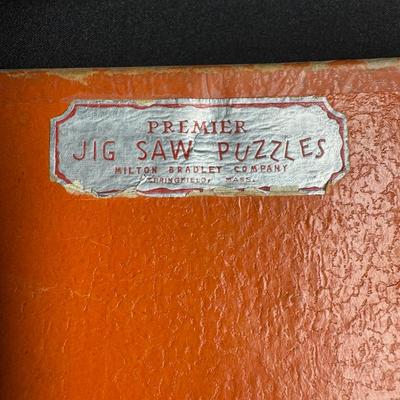 PREMIER
JIG SAW PUZZLES
MILTON BRADLEY COMPANY
SPRINGFIELD, MASS.